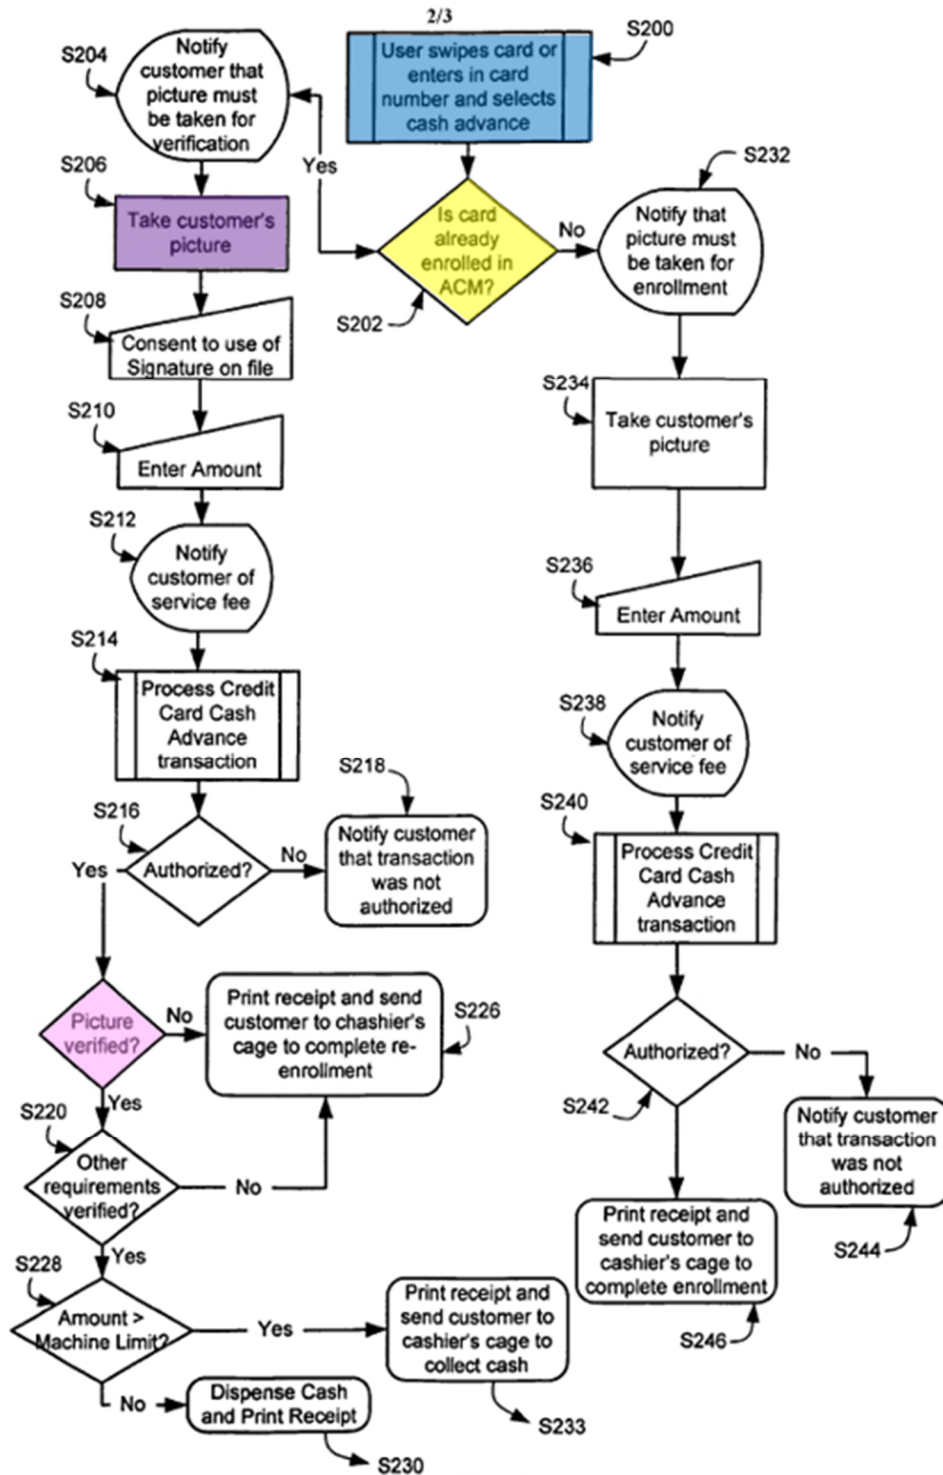 2/3
S200
User swipes card or
enters in card
number and selects
cash advance
S204
Notify
customer that
picture must
be taken for
verification
Yes
S206
Take customer's
picture
S232
Is card
already
enrolled in
ACM?
No
Notify that
picture must
be taken for
enrollment
S202
S208
Consent to use of
Signature on file
S210
Enter Amount
S212
Notify
customer of
service fee
S214
Process Credit
Card Cash
Advance
transaction
S216
Authorized?
Yes
No
S218
Notify customer
that transaction
was not
authorized
Picture
verified?
No
Print receipt and send
customer to chashier's
cage to complete re-
enrollment
S226
Yes
S220
Other
requirements
verified?
No
Yes
S228
Amount >
Machine Limit?
Yes
Print receipt and
send customer to
cashier's cage to
collect cash
S233
No
Dispense Cash
and Print Receipt
S230
S234
Take customer's
picture
S236
Enter Amount
S238
Notify
customer of
service fee
S240
Process Credit
Card Cash
Advance
transaction
Authorized?
No
S242
Notify customer
that transaction
was not
authorized
S244
Print receipt and
send customer to
cashier's cage to
complete enrollment
S246